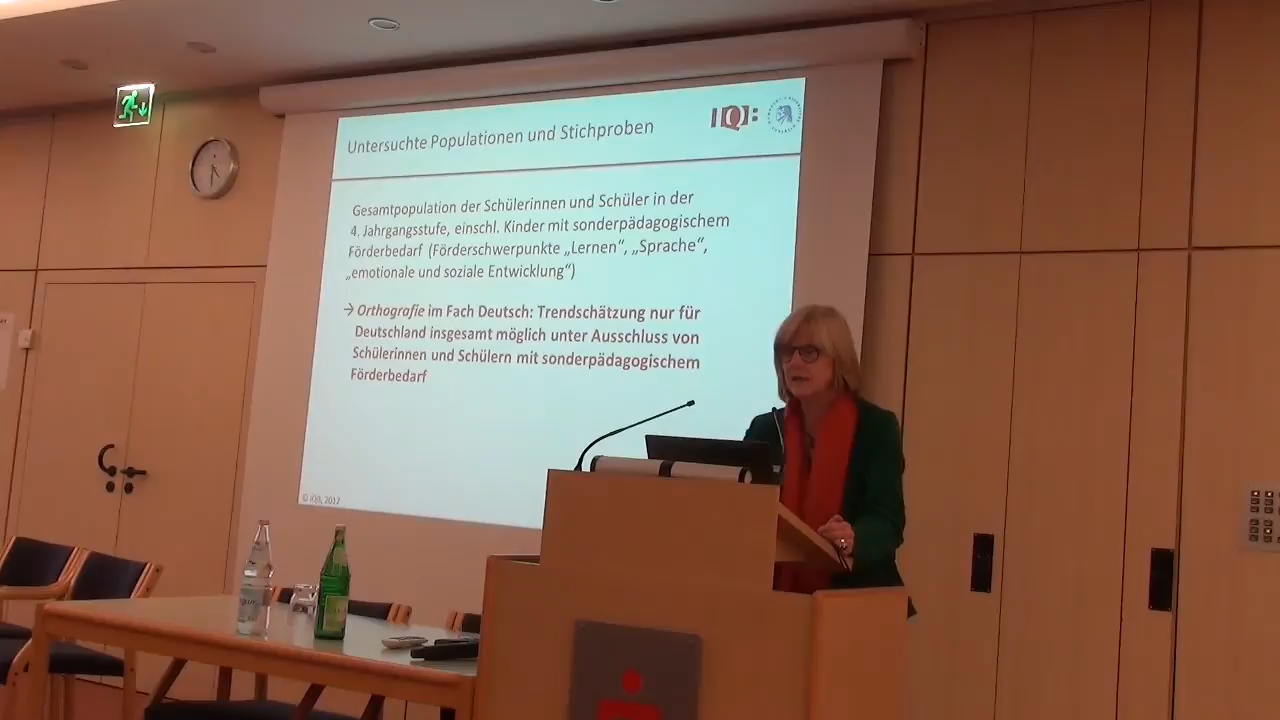 IQB
Untersuchte Populationen und Stichproben
Gesamtpopulation der Schülerinnen und Schüler in der
4. Jahrgangsstufe, einschl. Kinder mit sonderpädagogischem
Förderbedarf (Förderschwerpunkte „Lernen“, „Sprache“,
„emotionale und soziale Entwicklung“)
→ Orthografie im Fach Deutsch: Trendschätzung nur für
Deutschland insgesamt möglich unter Ausschluss von
Schülerinnen und Schülern mit sonderpädagogischem
Förderbedarf
© IQB, 2017